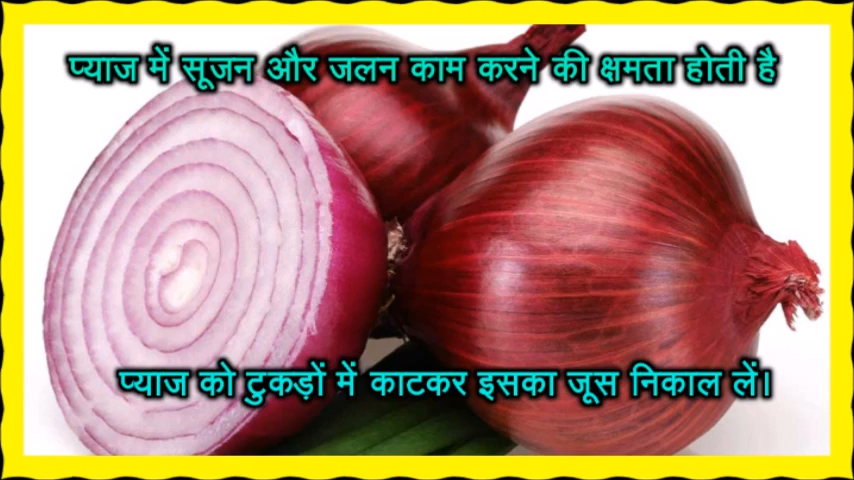 प्याज में सूजन और जलन काम करने की क्षमता होती है
प्याज को टुकड़ों में काटकर इसका जूस निकाल लें।